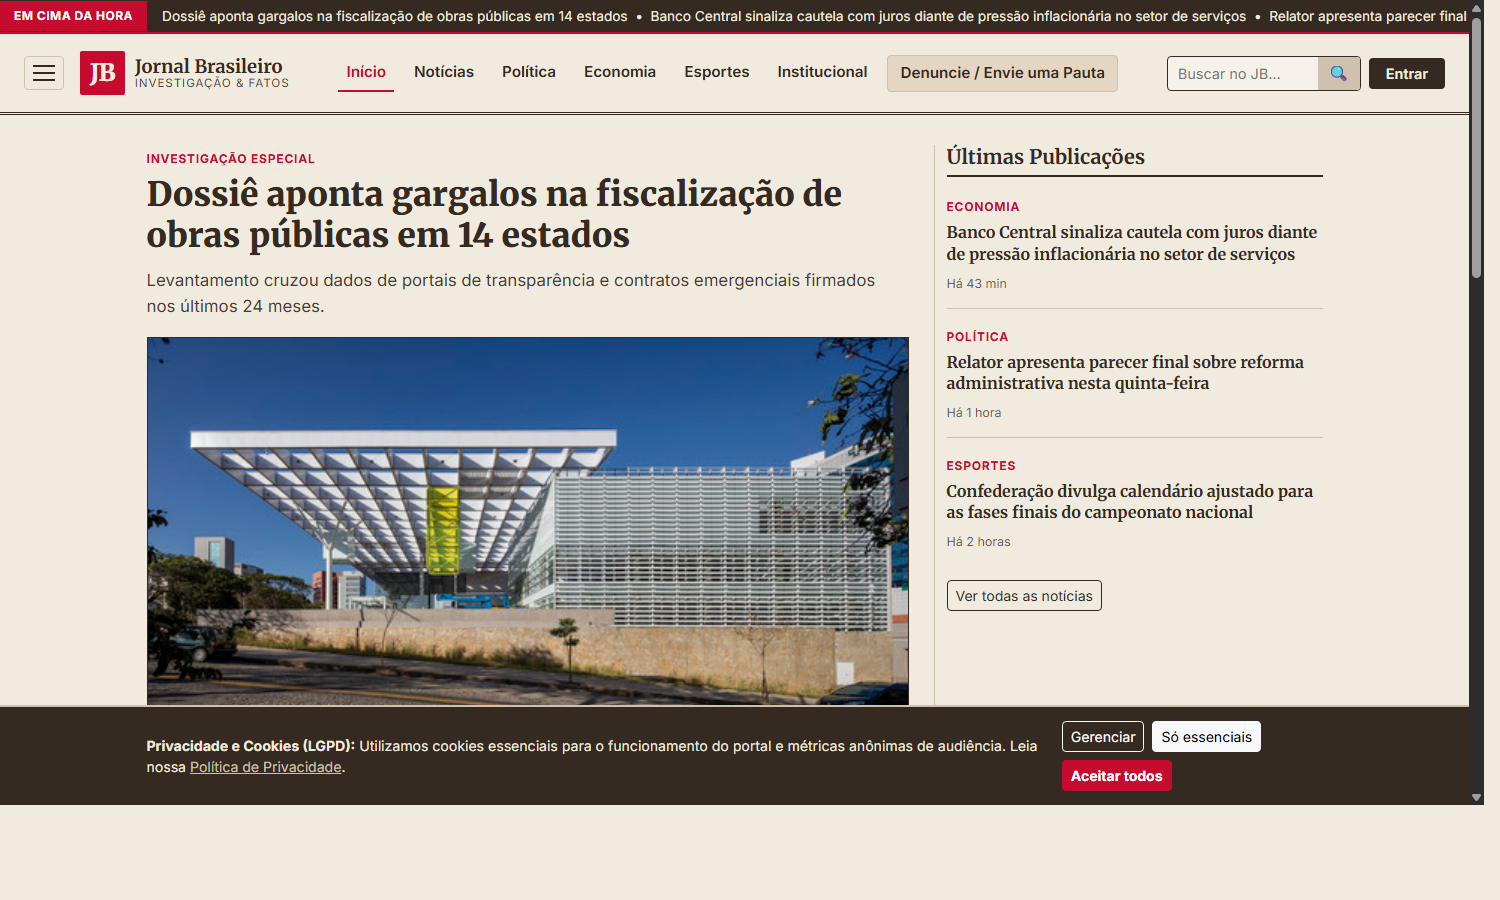 EM CIMA DA HORA
Dossiê aponta gargalos na fiscalização de obras públicas em 14 estados • Banco Central sinaliza cautela com juros diante de pressão inflacionária no setor de serviços • Relator apresenta parecer final
JB
Jornal Brasileiro
INVESTIGAÇÃO & FATOS
Início
Notícias
Política
Economia
Esportes
Institucional
Denuncie / Envie uma Pauta
Buscar no JB...
Entrar
INVESTIGAÇÃO ESPECIAL
Dossiê aponta gargalos na fiscalização de
obras públicas em 14 estados
Levantamento cruzou dados de portais de transparência e contratos emergenciais firmados
nos últimos 24 meses.
Últimas Publicações
ECONOMIA
Banco Central sinaliza cautela com juros diante
de pressão inflacionária no setor de serviços
Há 43 min
POLÍTICA
Relator apresenta parecer final sobre reforma
administrativa nesta quinta-feira
Há 1 hora
ESPORTES
Confederação divulga calendário ajustado para
as fases finais do campeonato nacional
Há 2 horas
Ver todas as notícias
Privacidade e Cookies (LGPD): Utilizamos cookies essenciais para o funcionamento do portal e métricas anônimas de audiência. Leia
nossa Política de Privacidade.
Gerenciar
Só essenciais
Aceitar todos